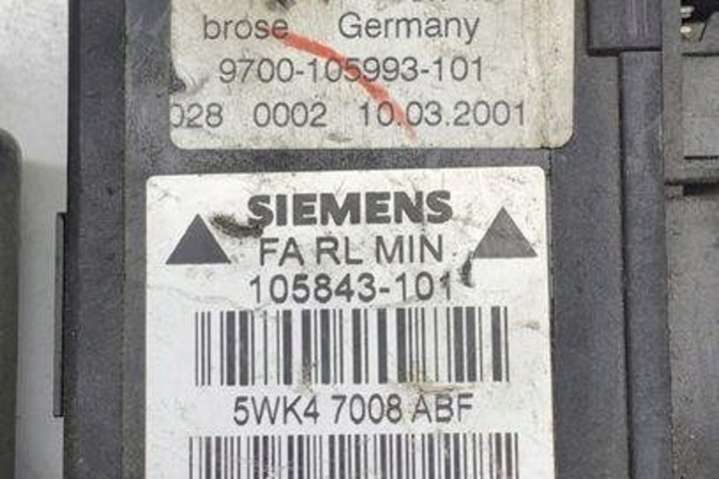 brose Germany
9700-105993-101
028 0002 10.03.2001
SIEMENS
FA RL MIN
105843-101
5WK4 7008 ABF